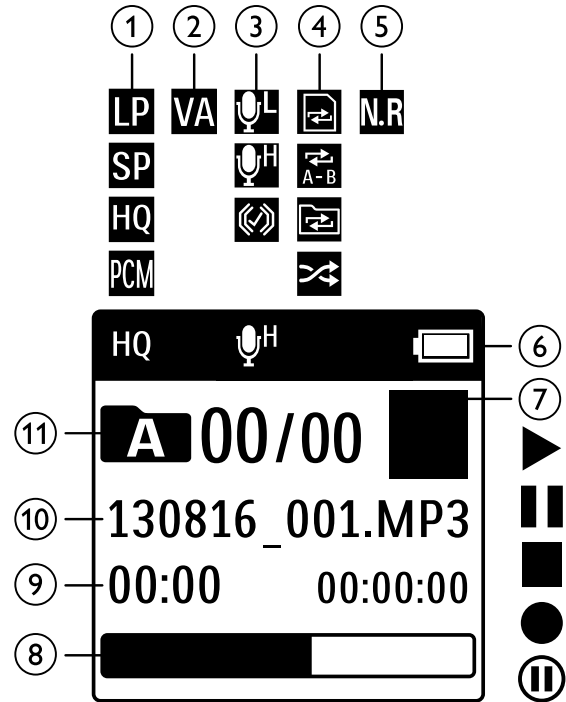 1 2 3 4 5
LP VA L N.R
SP H A-B
HQ
PCM
HQ H 6
7
11 A 00/00
10 130816_001.MP3
9 00:00 00:00:00
8